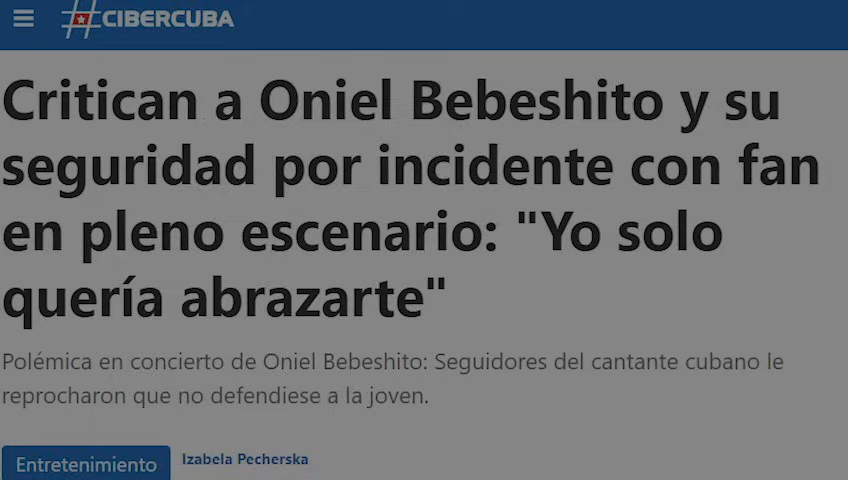 CIBERCUBA
Critican a Oniel Bebeshito y su
seguridad por incidente con fan
en pleno escenario: "Yo solo
quería abrazarte"
Polémica en concierto de Oniel Bebeshito: Seguidores del cantante cubano le
reprocharon que no defendiese a la joven.
Entretenimiento
Izabela Pecherska